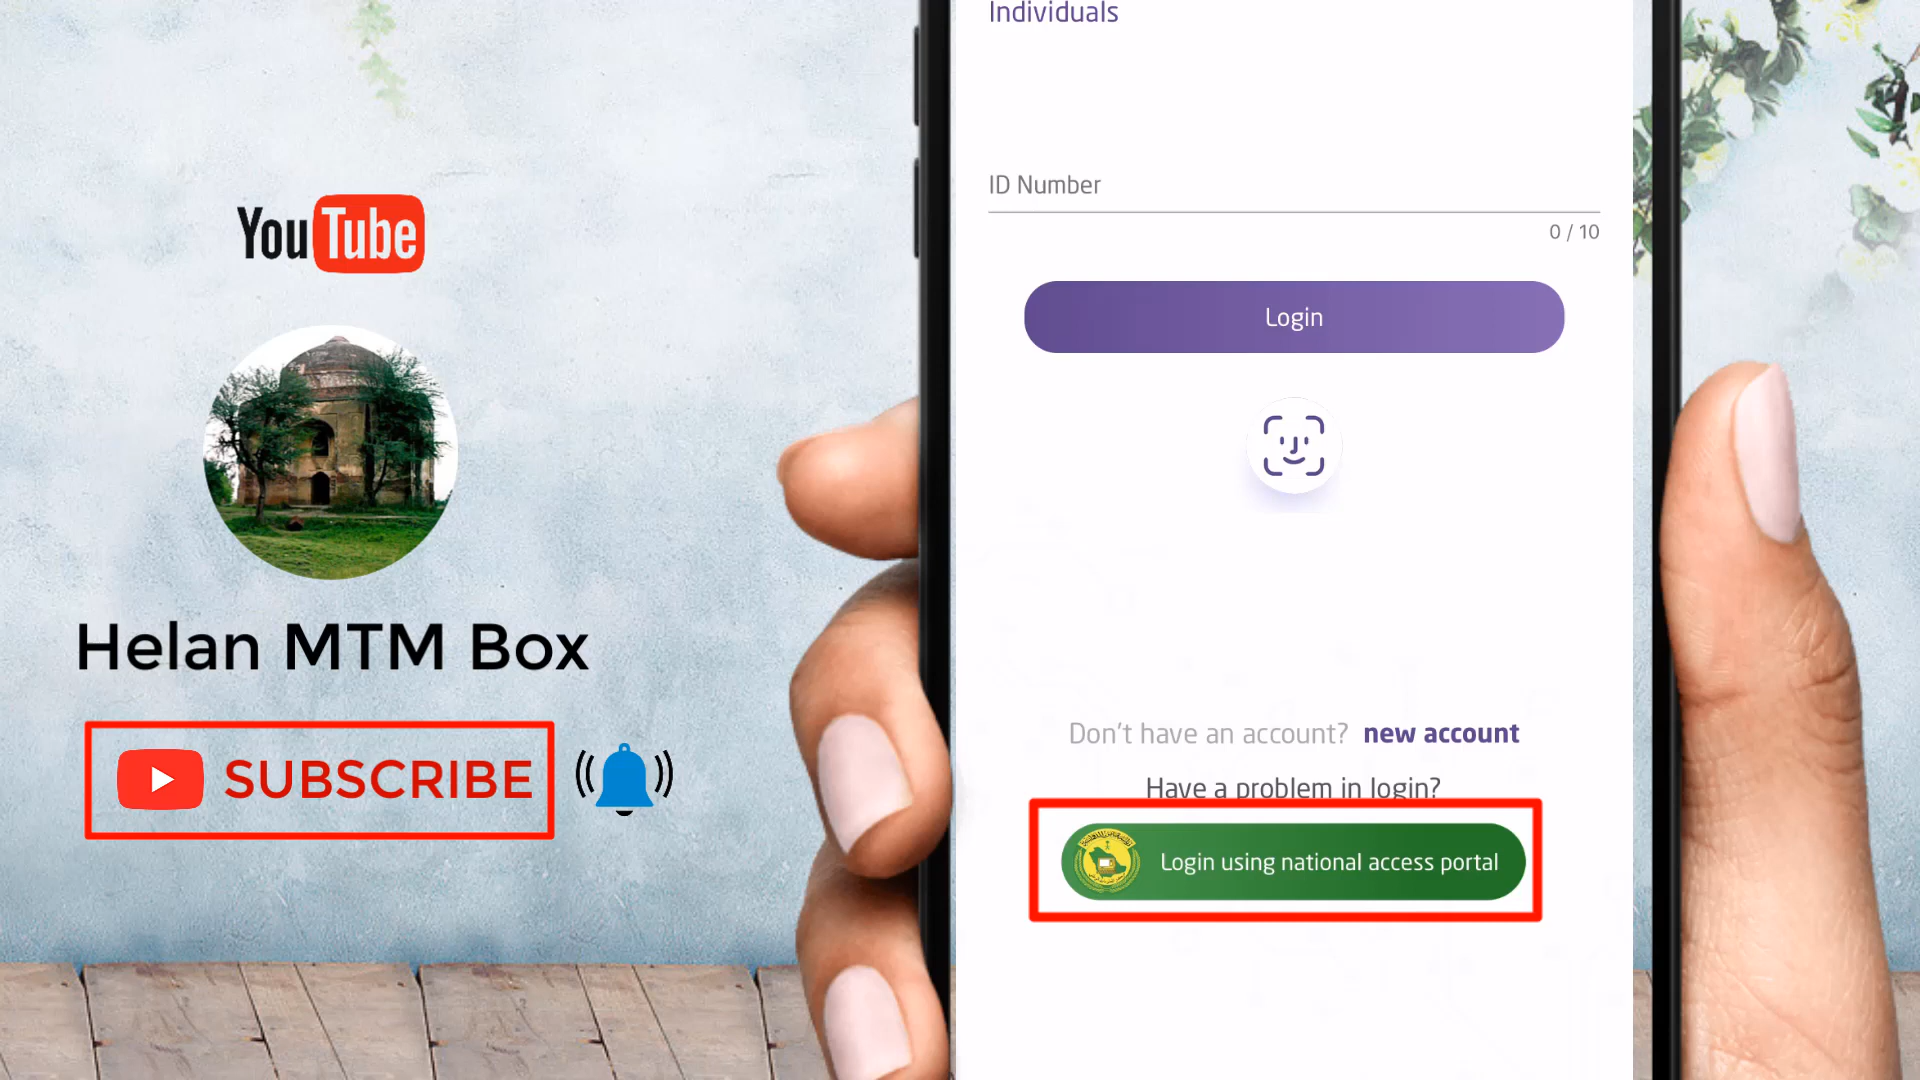 YouTube
Helan MTM Box
SUBSCRIBE
Individuals
ID Number
0 / 10
Login
Don't have an account? new account
Have a problem in login?
Login using national access portal